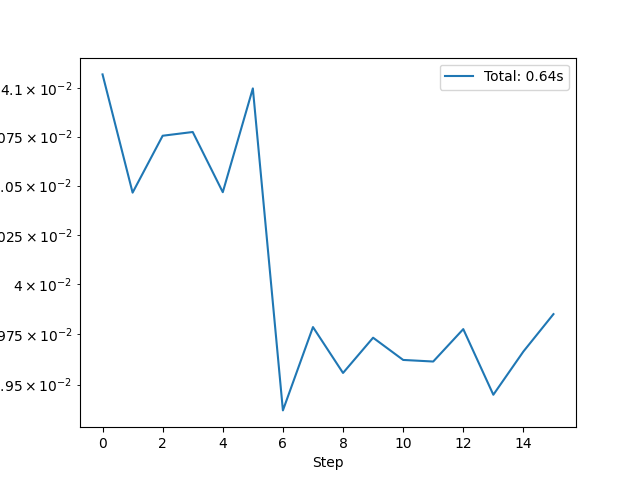 Total: 0.64s
4.1 × 10⁻²
075 × 10⁻²
.05 × 10⁻²
025 × 10⁻²
4 × 10⁻²
975 × 10⁻²
.95 × 10⁻²
0 2 4 6 8 10 12 14
Step